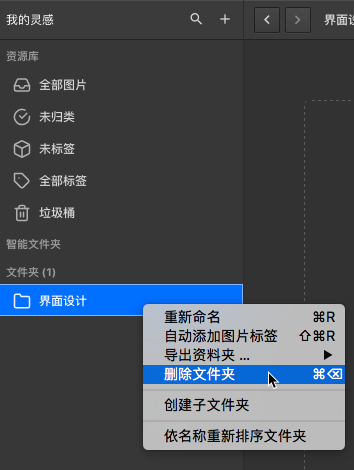 我的灵感
界面设
资源库
全部图片
未归类
未标签
全部标签
垃圾桶
智能文件夹
文件夹 (1)
界面设计
重新命名 ⌘R
自动添加图片标签 ⇧⌘R
导出资料夹 ... ▶
删除文件夹 ⌘⌫
创建子文件夹
依名称重新排序文件夹